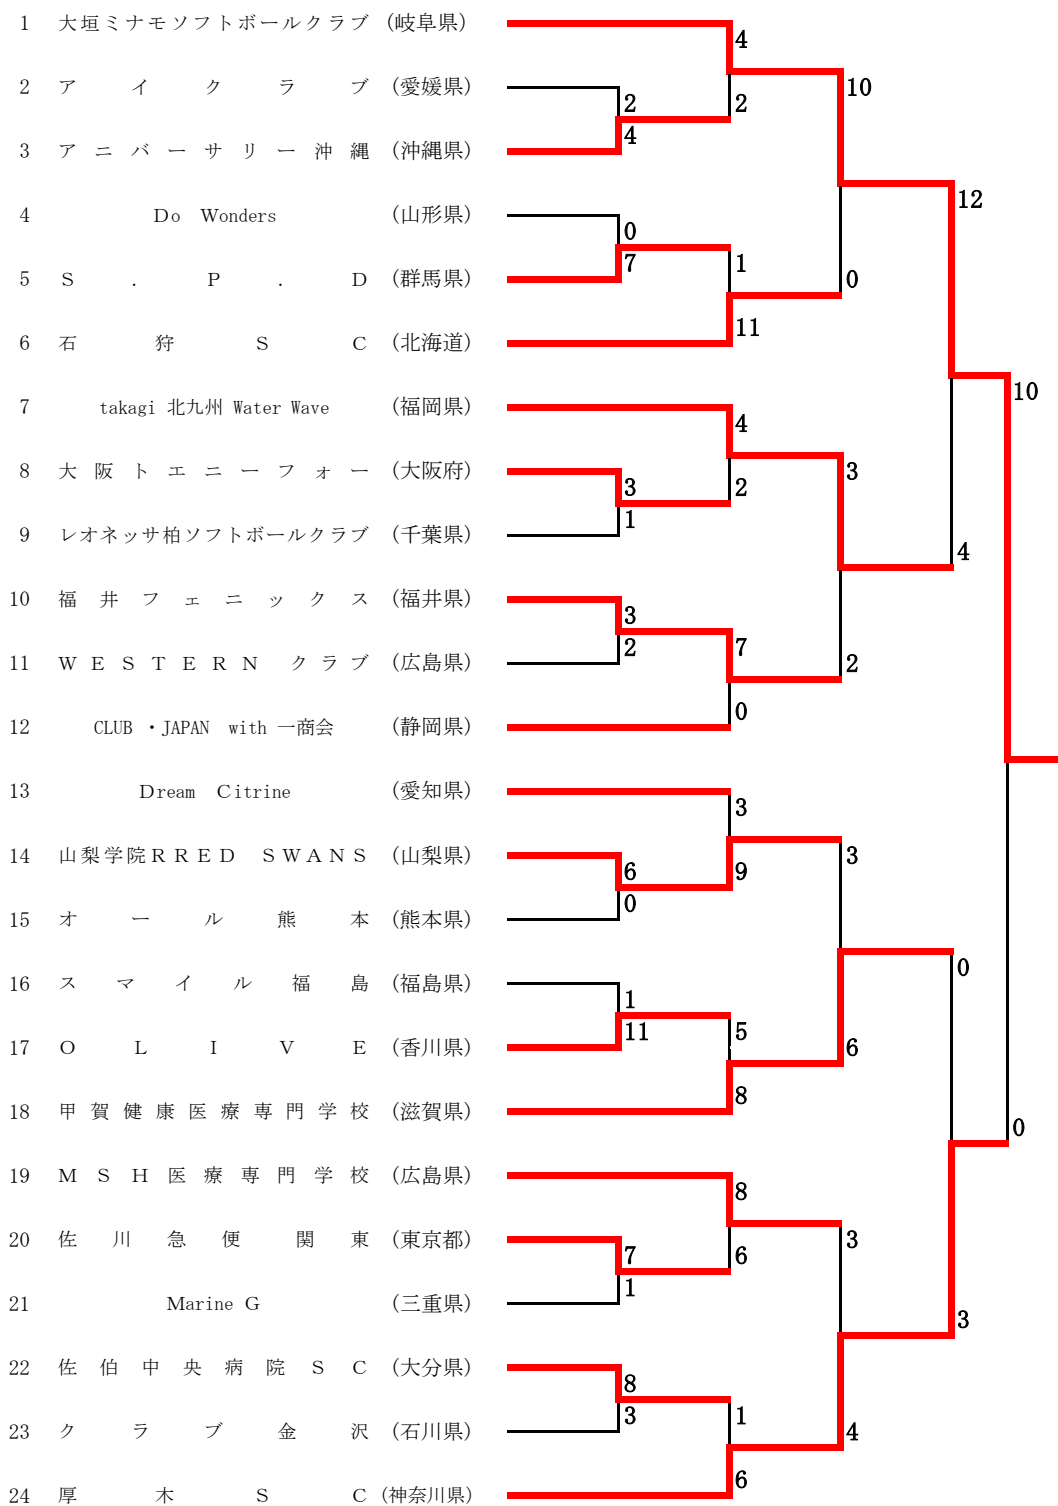 1 大垣ミナモソフトボールクラブ (岐阜県)
4
2 アイクラブ (愛媛県)
10
2
2
4
3 アニバーサリー沖縄 (沖縄県)
12
4 Do Wonders (山形県)
0
7
1
5 S.P.D (群馬県)
0
11
6 石狩SC (北海道)
10
7 takagi 北九州 Water Wave (福岡県)
4
8 大阪トエニーフォー (大阪府)
3
3
2
1
9 レオネッサ柏ソフトボールクラブ (千葉県)
4
10 福井フェニックス (福井県)
3
2
7
11 WESTERN クラブ (広島県)
2
0
12 CLUB ・JAPAN with 一商会 (静岡県)
13 Dream Citrine (愛知県)
3
14 山梨学院RRED SWANS (山梨県)
3
6
9
0
15 オール熊本 (熊本県)
0
16 スマイル福島 (福島県)
1
11
5
17 OLIVE (香川県)
6
8
18 甲賀健康医療専門学校 (滋賀県)
0
19 MSH医療専門学校 (広島県)
8
20 佐川急便関東 (東京都)
3
7
6
1
21 Marine G (三重県)
3
22 佐伯中央病院SC (大分県)
8
3
1
23 クラブ金沢 (石川県)
4
6
24 厚木SC (神奈川県)